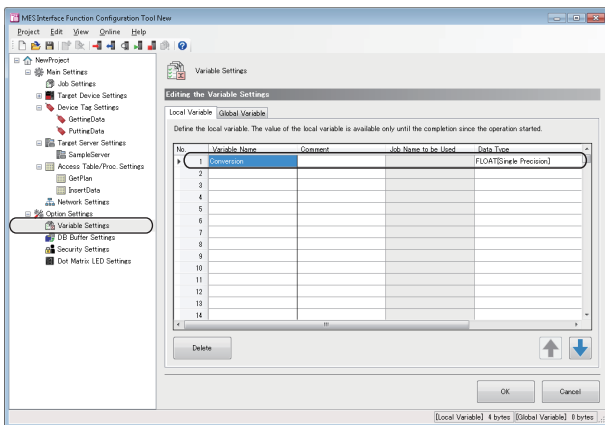 MES Interface Function Configuration Tool New
Project Edit View Online Help
NewProject
Main Settings
Job Settings
Target Device Settings
Device Tag Settings
GettingData
PuttingData
Target Server Settings
SampleServer
Access Table/Proc. Settings
GetPlan
InsertData
Network Settings
Option Settings
Variable Settings
DB Buffer Settings
Security Settings
Dot Matrix LED Settings
Variable Settings
Editing the Variable Settings
Local Variable Global Variable
Define the local variable. The value of the local variable is available only until the completion since the operation started.
No. Variable Name Comment Job Name to be Used Data Type
1 Conversion FLOAT[Single Precision]
2
3
4
5
6
7
8
9
10
11
12
13
14
Delete
OK Cancel
[Local Variable] 4 bytes [Global Variable] 0 bytes